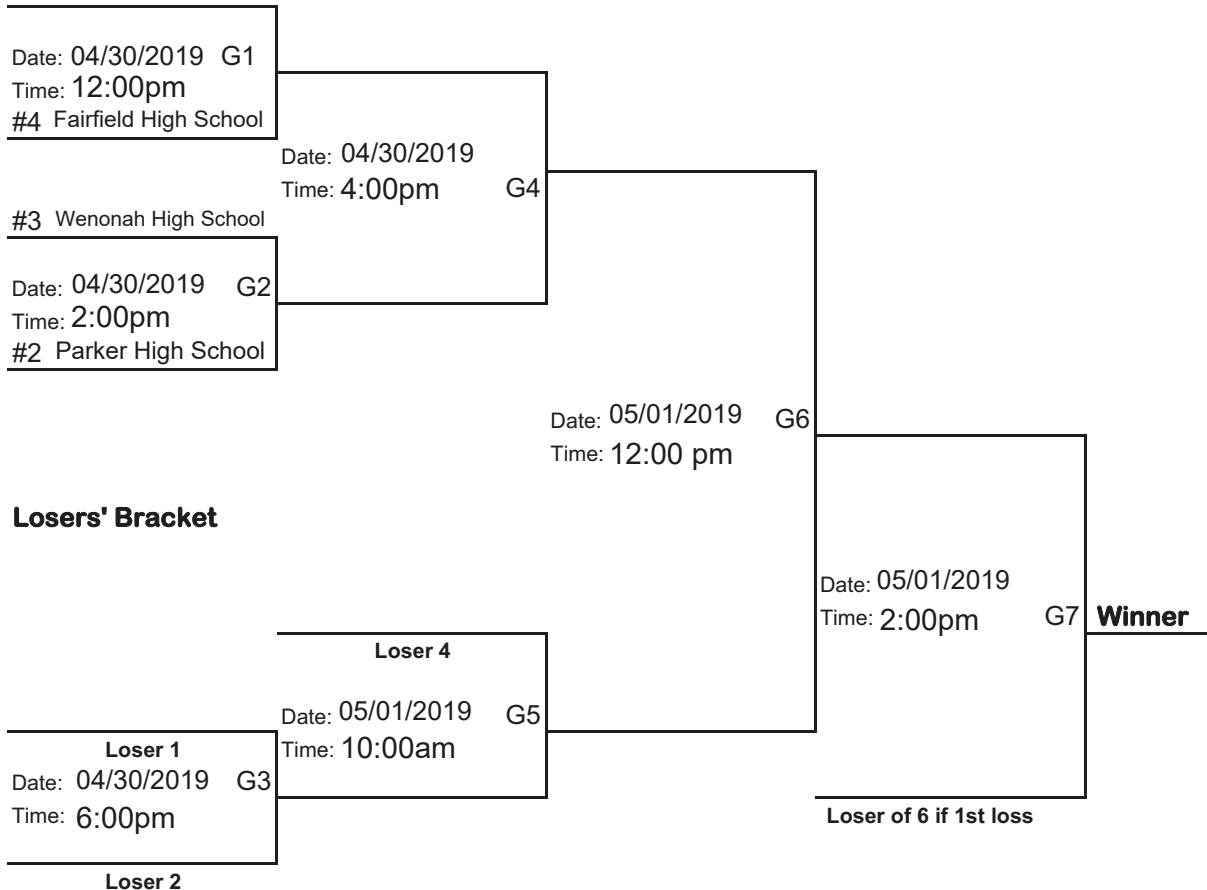 Date: 04/30/2019 G1
Time: 12:00pm
#4 Fairfield High School
Date: 04/30/2019
Time: 4:00pm G4
#3 Wenonah High School
Date: 04/30/2019 G2
Time: 2:00pm
#2 Parker High School
Date: 05/01/2019 G6
Time: 12:00 pm
Losers' Bracket
Date: 05/01/2019
Time: 2:00pm G7 Winner
Loser 4
Date: 05/01/2019 G5
Time: 10:00am
Loser 1
Date: 04/30/2019 G3
Time: 6:00pm
Loser of 6 if 1st loss
Loser 2